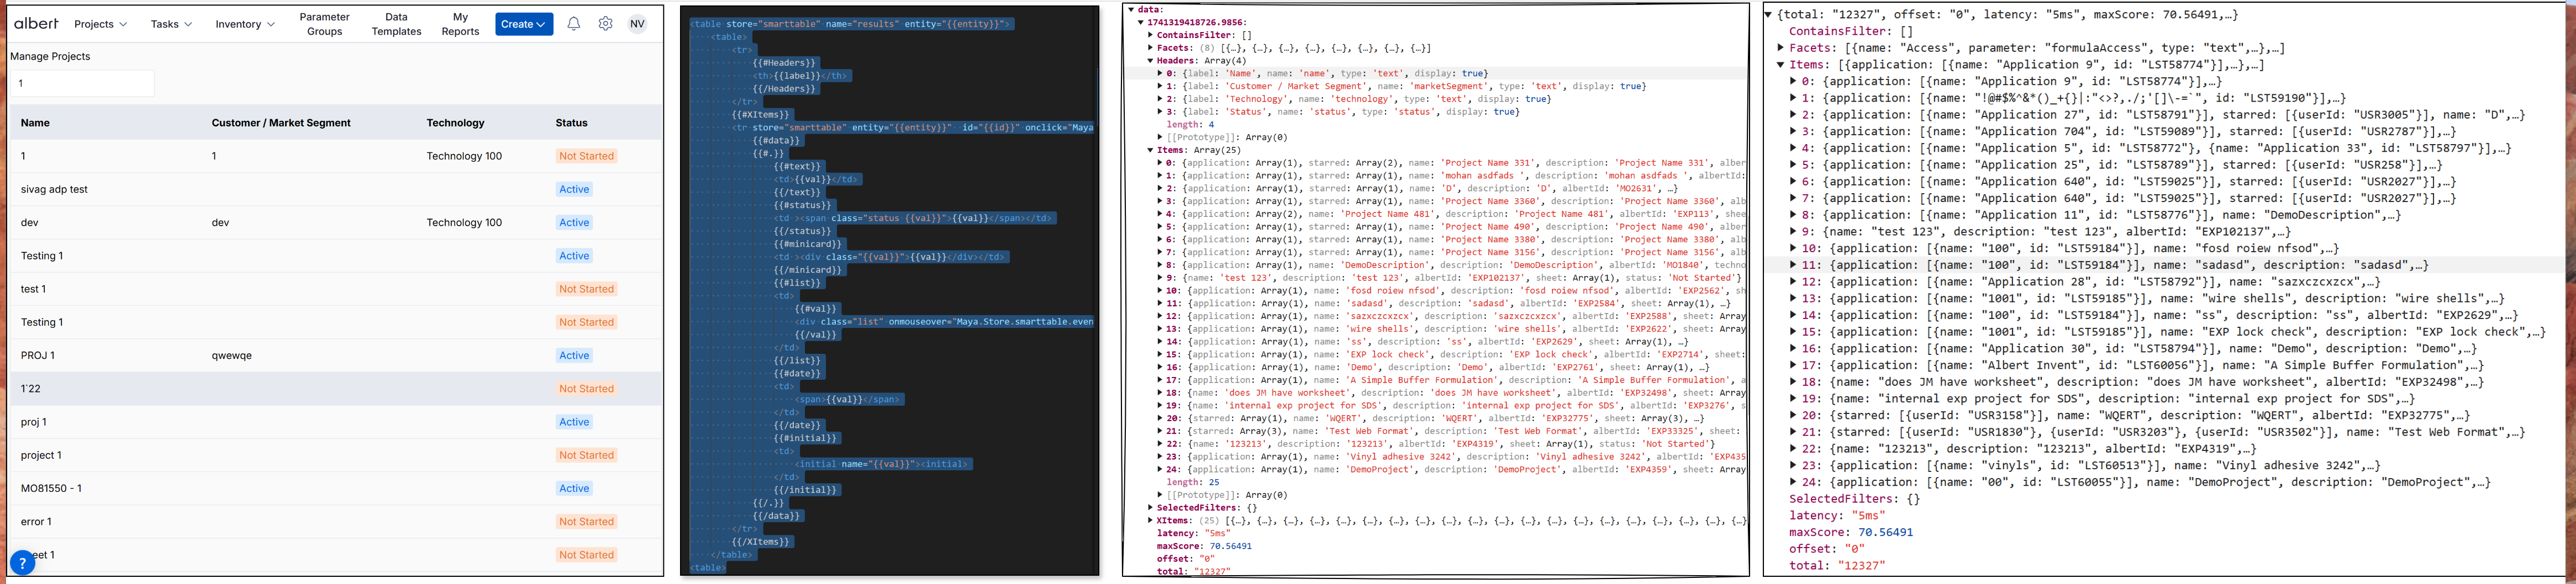 albert
Projects
Tasks
Inventory
Parameter
Groups
Data
Templates
My
Reports
Create
NV
Manage Projects
1
Name Customer / Market Segment Technology Status
1 1 Technology 100 Not Started
sivag adp test Active
dev dev Technology 100 Active
Testing 1 Active
test 1 Not Started
Testing 1 Not Started
PROJ 1 qwewqe Active
1`22 Not Started
proj 1 Active
project 1 Not Started
MO81550 - 1 Active
error 1 Not Started
eet 1 Not Started
?
<table store="smarttable" name="results" entity="{{entity}}">
<table>
<tr>
{{#Headers}}
<th>{{label}}</th>
{{/Headers}}
</tr>
{{#XItems}}
<tr store="smarttable" entity="{{entity}}" id="{{id}}" onclick="Maya
{{#data}}
{{#.}}
{{#text}}
<td>{{val}}</td>
{{/text}}
{{#status}}
<td ><span class="status {{val}}">{{val}}</span></td>
{{/status}}
{{#minicard}}
<td ><div class="{{val}}">{{val}}</div></td>
{{/minicard}}
{{#list}}
<td>
{{#val}}
<div class="list" onmouseover="Maya.Store.smarttable.even
{{/val}}
</td>
{{/list}}
{{#date}}
<td>
<span>{{val}}</span>
</td>
{{/date}}
{{#initial}}
<td>
<initial name="{{val}}"><initial>
</td>
{{/initial}}
{{/.}}
{{/data}}
</tr>
{{/XItems}}
</table>
<table>
data:
1741319418726.9856:
ContainsFilter: []
Facets: (8) [{…}, {…}, {…}, {…}, {…}, {…}, {…}, {…}]
Headers: Array(4)
0: {label: 'Name', name: 'name', type: 'text', display: true}
1: {label: 'Customer / Market Segment', name: 'marketSegment', type: 'text', display: true}
2: {label: 'Technology', name: 'technology', type: 'text', display: true}
3: {label: 'Status', name: 'status', type: 'status', display: true}
length: 4
[[Prototype]]: Array(0)
Items: Array(25)
0: {application: Array(1), starred: Array(2), name: 'Project Name 331', description: 'Project Name 331', alber
1: {application: Array(1), starred: Array(1), name: 'mohan asdfads ', description: 'mohan asdfads ', albertId:
2: {application: Array(1), starred: Array(1), name: 'D', description: 'D', albertId: 'MO2631', …}
3: {application: Array(1), starred: Array(1), name: 'Project Name 3360', description: 'Project Name 3360', alb
4: {application: Array(2), name: 'Project Name 481', description: 'Project Name 481', albertId: 'EXP113', shee
5: {application: Array(1), starred: Array(1), name: 'Project Name 490', description: 'Project Name 490', alber
6: {application: Array(1), starred: Array(1), name: 'Project Name 3380', description: 'Project Name 3380', alb
7: {application: Array(1), starred: Array(1), name: 'Project Name 3156', description: 'Project Name 3156', alb
8: {application: Array(1), name: 'DemoDescription', description: 'DemoDescription', albertId: 'MO1840', techno
9: {name: 'test 123', description: 'test 123', albertId: 'EXP102137', sheet: Array(1), status: 'Not Started'}
10: {application: Array(1), name: 'fosd roiew nfsod', description: 'fosd roiew nfsod', albertId: 'EXP2562', sh
11: {application: Array(1), name: 'sadasd', description: 'sadasd', albertId: 'EXP2584', sheet: Array(1), …}
12: {application: Array(1), name: 'sazxczcxzcx', description: 'sazxczcxzcx', albertId: 'EXP2588', sheet: Array
13: {application: Array(1), name: 'wire shells', description: 'wire shells', albertId: 'EXP2622', sheet: Array
14: {application: Array(1), name: 'ss', description: 'ss', albertId: 'EXP2629', sheet: Array(1), …}
15: {application: Array(1), name: 'EXP lock check', description: 'EXP lock check', albertId: 'EXP2714', sheet:
16: {application: Array(1), name: 'Demo', description: 'Demo', albertId: 'EXP2761', sheet: Array(1), …}
17: {application: Array(1), name: 'A Simple Buffer Formulation', description: 'A Simple Buffer Formulation', a
18: {name: 'does JM have worksheet', description: 'does JM have worksheet', albertId: 'EXP32498', sheet: Array
19: {name: 'internal exp project for SDS', description: 'internal exp project for SDS', albertId: 'EXP3276', s
20: {starred: Array(1), name: 'WQERT', description: 'WQERT', albertId: 'EXP32775', sheet: Array(3), …}
21: {starred: Array(3), name: 'Test Web Format', description: 'Test Web Format', albertId: 'EXP33325', sheet:
22: {name: '123213', description: '123213', albertId: 'EXP4319', sheet: Array(1), status: 'Not Started'}
23: {application: Array(1), name: 'Vinyl adhesive 3242', description: 'Vinyl adhesive 3242', albertId: 'EXP435
24: {application: Array(1), name: 'DemoProject', description: 'DemoProject', albertId: 'EXP4359', sheet: Array
length: 25
[[Prototype]]: Array(0)
SelectedFilters: {}
XItems: (25) [{…}, {…}, {…}, {…}, {…}, {…}, {…}, {…}, {…}, {…}, {…}, {…}, {…}, {…}, {…}, {…}, {…}, {…}
latency: "5ms"
maxScore: 70.56491
offset: "0"
total: "12327"
{total: "12327", offset: "0", latency: "5ms", maxScore: 70.56491,…}
ContainsFilter: []
Facets: [{name: "Access", parameter: "formulaAccess", type: "text",…},…]
Items: [{application: [{name: "Application 9", id: "LST58774"}],…},…]
0: {application: [{name: "Application 9", id: "LST58774"}],…}
1: {application: [{name: "!@#$%^&*()_+{}|:"<>?,./;'[]\-=`", id: "LST59190"}],…}
2: {application: [{name: "Application 27", id: "LST58791"}], starred: [{userId: "USR3005"}], name: "D",…}
3: {application: [{name: "Application 704", id: "LST59089"}], starred: [{userId: "USR2787"}],…}
4: {application: [{name: "Application 5", id: "LST58772"}, {name: "Application 33", id: "LST58797"}],…}
5: {application: [{name: "Application 25", id: "LST58789"}], starred: [{userId: "USR258"}],…}
6: {application: [{name: "Application 640", id: "LST59025"}], starred: [{userId: "USR2027"}],…}
7: {application: [{name: "Application 640", id: "LST59025"}], starred: [{userId: "USR2027"}],…}
8: {application: [{name: "Application 11", id: "LST58776"}], name: "DemoDescription",…}
9: {name: "test 123", description: "test 123", albertId: "EXP102137",…}
10: {application: [{name: "100", id: "LST59184"}], name: "fosd roiew nfsod",…}
11: {application: [{name: "100", id: "LST59184"}], name: "sadasd", description: "sadasd",…}
12: {application: [{name: "Application 28", id: "LST58792"}], name: "sazxczcxzcx",…}
13: {application: [{name: "1001", id: "LST59185"}], name: "wire shells", description: "wire shells",…}
14: {application: [{name: "100", id: "LST59184"}], name: "ss", description: "ss", albertId: "EXP2629",…}
15: {application: [{name: "1001", id: "LST59185"}], name: "EXP lock check", description: "EXP lock check",…}
16: {application: [{name: "Application 30", id: "LST58794"}], name: "Demo", description: "Demo",…}
17: {application: [{name: "Albert Invent", id: "LST60056"}], name: "A Simple Buffer Formulation",…}
18: {name: "does JM have worksheet", description: "does JM have worksheet", albertId: "EXP32498",…}
19: {name: "internal exp project for SDS", description: "internal exp project for SDS",…}
20: {starred: [{userId: "USR3158"}], name: "WQERT", description: "WQERT", albertId: "EXP32775",…}
21: {starred: [{userId: "USR1830"}, {userId: "USR3203"}, {userId: "USR3502"}], name: "Test Web Format",…}
22: {name: "123213", description: "123213", albertId: "EXP4319",…}
23: {application: [{name: "vinyls", id: "LST60513"}], name: "Vinyl adhesive 3242",…}
24: {application: [{name: "00", id: "LST60055"}], name: "DemoProject", description: "DemoProject",…}
SelectedFilters: {}
latency: "5ms"
maxScore: 70.56491
offset: "0"
total: "12327"